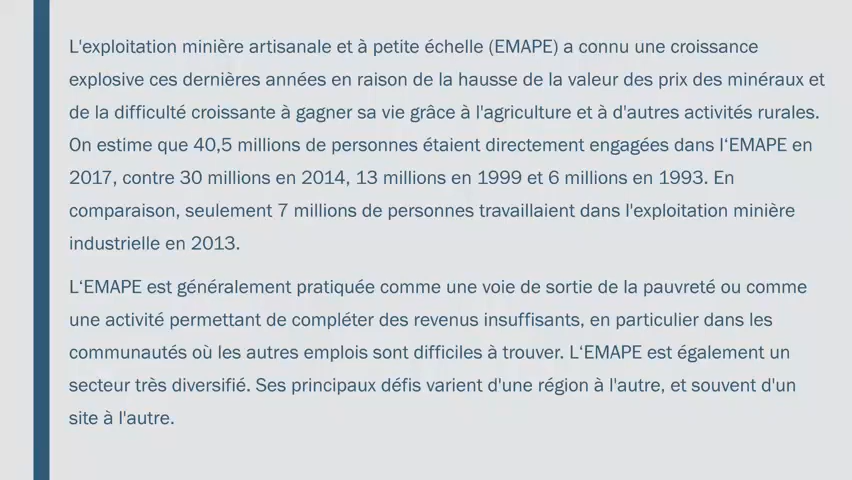 L'exploitation minière artisanale et à petite échelle (EMAPE) a connu une croissance
explosive ces dernières années en raison de la hausse de la valeur des prix des minéraux et
de la difficulté croissante à gagner sa vie grâce à l'agriculture et à d'autres activités rurales.
On estime que 40,5 millions de personnes étaient directement engagées dans l‘EMAPE en
2017, contre 30 millions en 2014, 13 millions en 1999 et 6 millions en 1993. En
comparaison, seulement 7 millions de personnes travaillaient dans l'exploitation minière
industrielle en 2013.
L‘EMAPE est généralement pratiquée comme une voie de sortie de la pauvreté ou comme
une activité permettant de compléter des revenus insuffisants, en particulier dans les
communautés où les autres emplois sont difficiles à trouver. L‘EMAPE est également un
secteur très diversifié. Ses principaux défis varient d'une région à l'autre, et souvent d'un
site à l'autre.